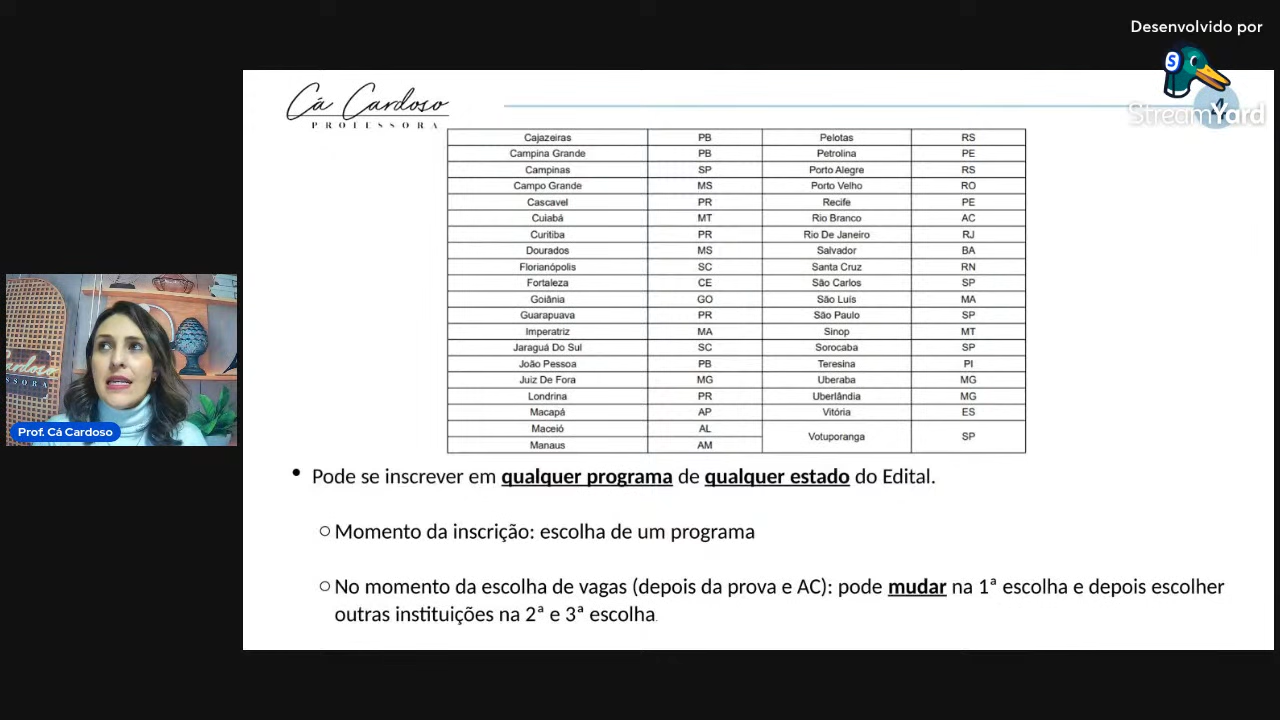 Desenvolvido por
StreamYard
Cá Cardoso
PROFESSORA
Cajazeiras PB Pelotas RS
Campina Grande PB Petrolina PE
Campinas SP Porto Alegre RS
Campo Grande MS Porto Velho RO
Cascavel PR Recife PE
Cuiabá MT Rio Branco AC
Curitiba PR Rio De Janeiro RJ
Dourados MS Salvador BA
Florianópolis SC Santa Cruz RN
Fortaleza CE São Carlos SP
Goiânia GO São Luís MA
Guarapuava PR São Paulo SP
Imperatriz MA Sinop MT
Jaraguá Do Sul SC Sorocaba SP
João Pessoa PB Teresina PI
Juiz De Fora MG Uberaba MG
Londrina PR Uberlândia MG
Macapá AP Vitória ES
Maceió AL Votuporanga SP
Manaus AM
Prof. Cá Cardoso
• Pode se inscrever em qualquer programa de qualquer estado do Edital.
○ Momento da inscrição: escolha de um programa
○ No momento da escolha de vagas (depois da prova e AC): pode mudar na 1ª escolha e depois escolher
outras instituições na 2ª e 3ª escolha.